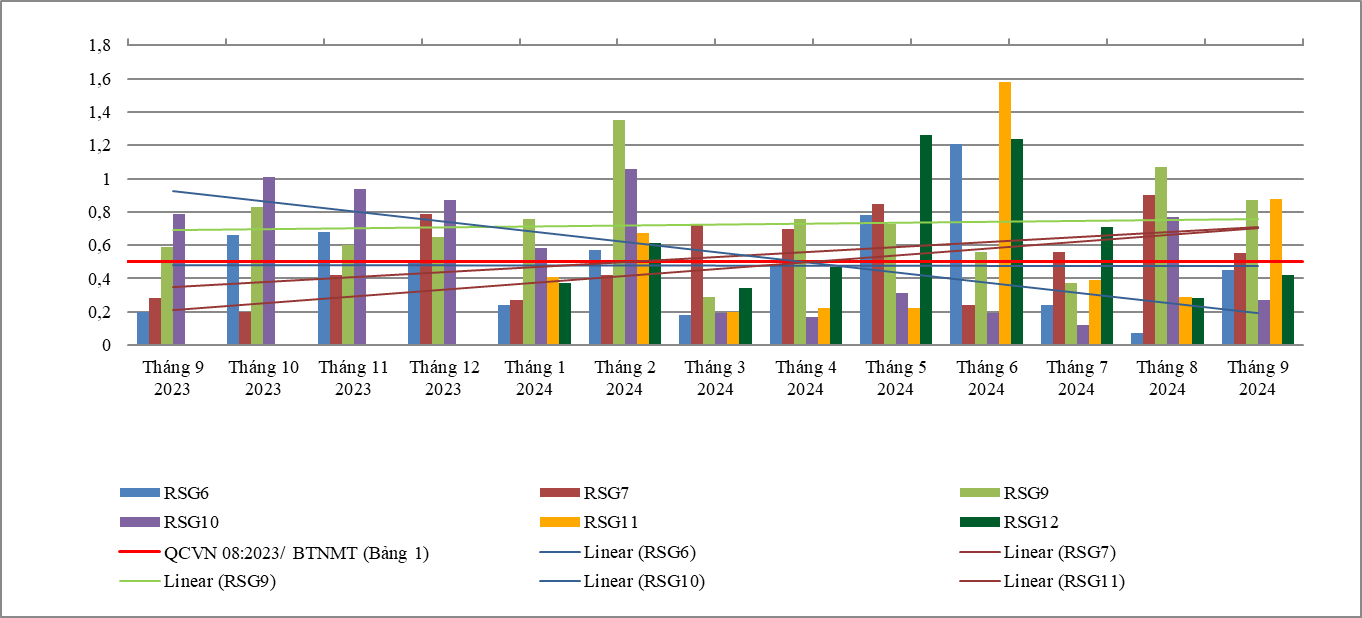 1,8
1,6
1,4
1,2
1
0,8
0,6
0,4
0,2
0
Tháng 9 Tháng 10 Tháng 11 Tháng 12 Tháng 1 Tháng 2 Tháng 3 Tháng 4 Tháng 5 Tháng 6 Tháng 7 Tháng 8 Tháng 9
2023 2023 2023 2023 2024 2024 2024 2024 2024 2024 2024 2024 2024
RSG6 RSG7 RSG9
RSG10 RSG11 RSG12
QCVN 08:2023/ BTNMT (Bảng 1) Linear (RSG6) Linear (RSG7)
Linear (RSG9) Linear (RSG10) Linear (RSG11)